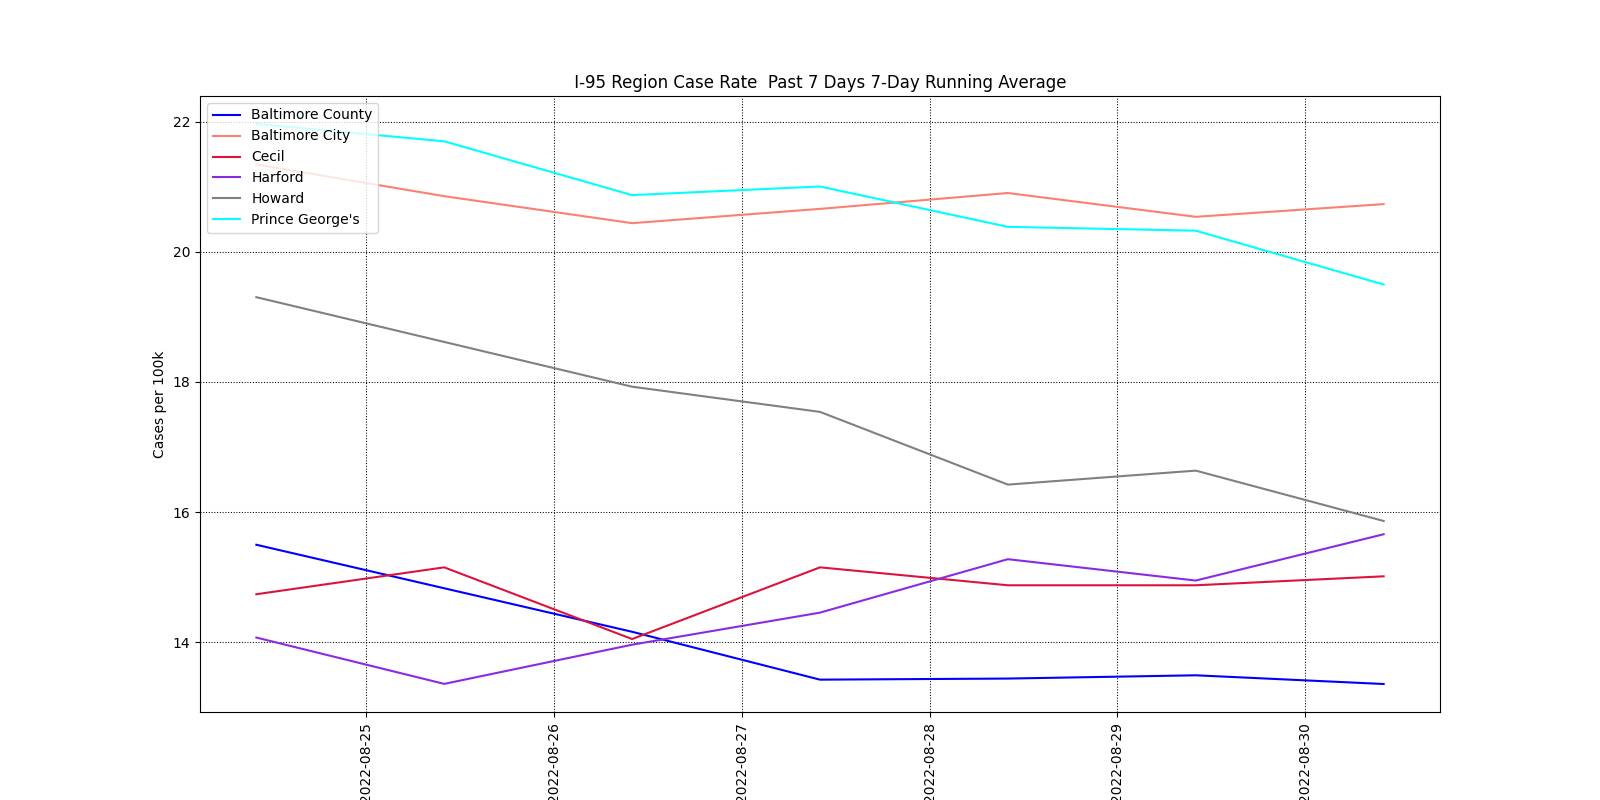 I-95 Region Case Rate  Past 7 Days 7-Day Running Average
Baltimore County
Baltimore City
Cecil
Harford
Howard
Prince George's
Cases per 100k
22
20
18
16
14
2022-08-25
2022-08-26
2022-08-27
2022-08-28
2022-08-29
2022-08-30